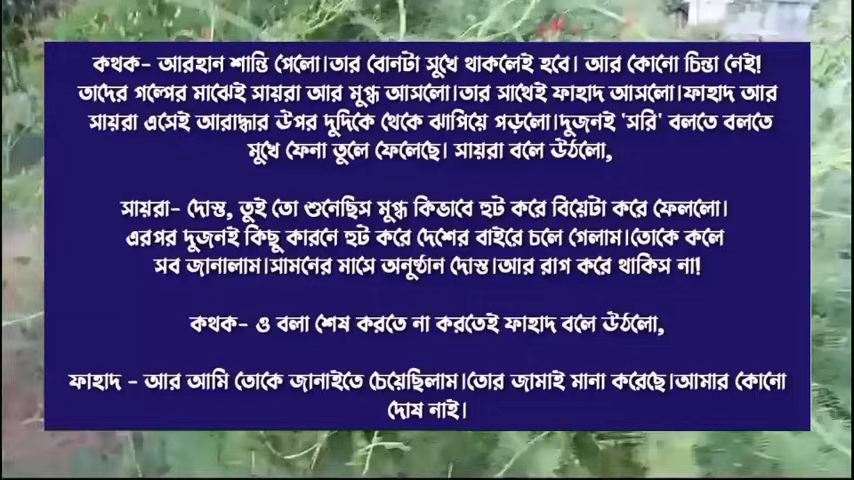 কথক- আরহান শান্তি পেলো।তার বোনটা সুখে থাকলেই হবে। আর কোনো চিন্তা নেই!
তাদের গল্পের মাঝেই সায়রা আর মুগ্ধ আসলো।তার সাথেই ফাহাদ আসলো।ফাহাদ আর
সায়রা এসেই আরাদ্ধার উপর দুদিকে থেকে ঝাপিয়ে পড়লো।দুজনই 'সরি' বলতে বলতে
মুখে ফেনা তুলে ফেলেছে। সায়রা বলে উঠলো,
সায়রা- দোস্ত, তুই তো শুনেছিস মুগ্ধ কিভাবে হুট করে বিয়েটা করে ফেললো।
এরপর দুজনই কিছু কারনে হুট করে দেশের বাইরে চলে গেলাম।তোকে কলে
সব জানালাম।সামনের মাসে অনুষ্ঠান দোস্ত।আর রাগ করে থাকিস না!
কথক- ও বলা শেষ করতে না করতেই ফাহাদ বলে উঠলো,
ফাহাদ - আর আমি তোকে জানাইতে চেয়েছিলাম।তোর জামাই মানা করেছে।আমার কোনো
দোষ নাই।